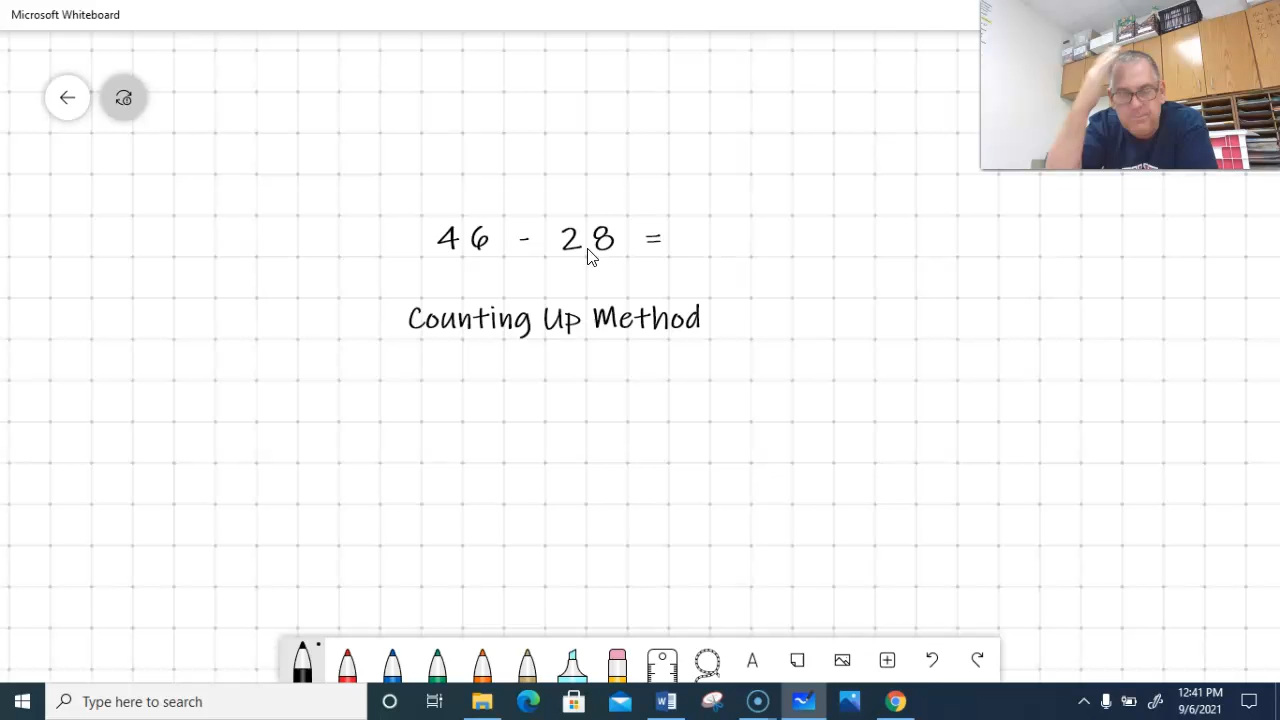 Microsoft Whiteboard
46 - 28 =
Counting Up Method
A
Type here to search
12:41 PM
9/6/2021